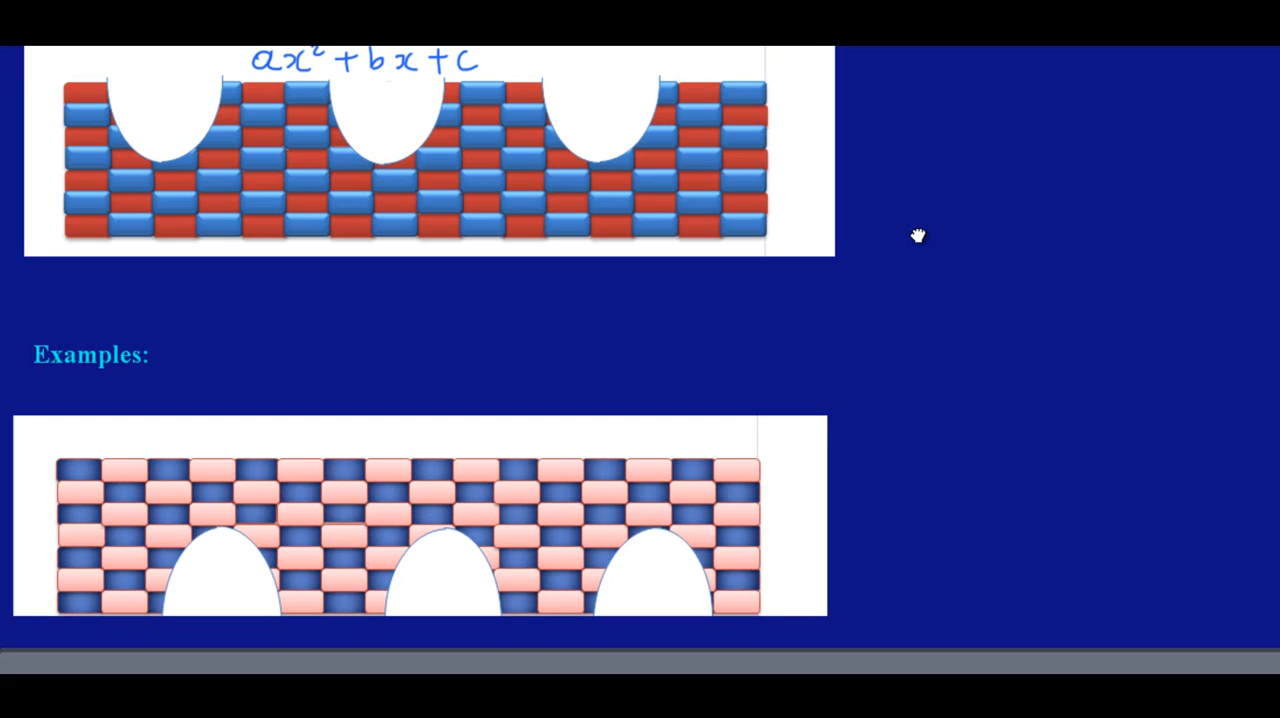 ax² + bx + c
Examples: